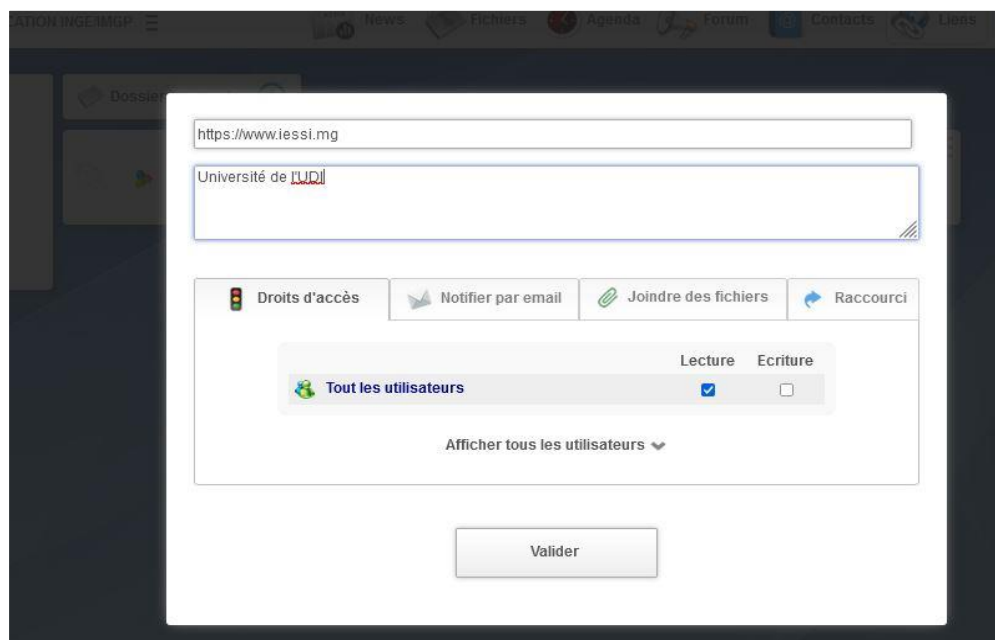 CATION INGE/IMGP
News
Fichiers
Agenda
Forum
Contacts
Liens
Dossier
https://www.iessi.mg
Université de l'UDI
Droits d'accès
Notifier par email
Joindre des fichiers
Raccourci
Lecture Ecriture
Tout les utilisateurs
Afficher tous les utilisateurs
Valider